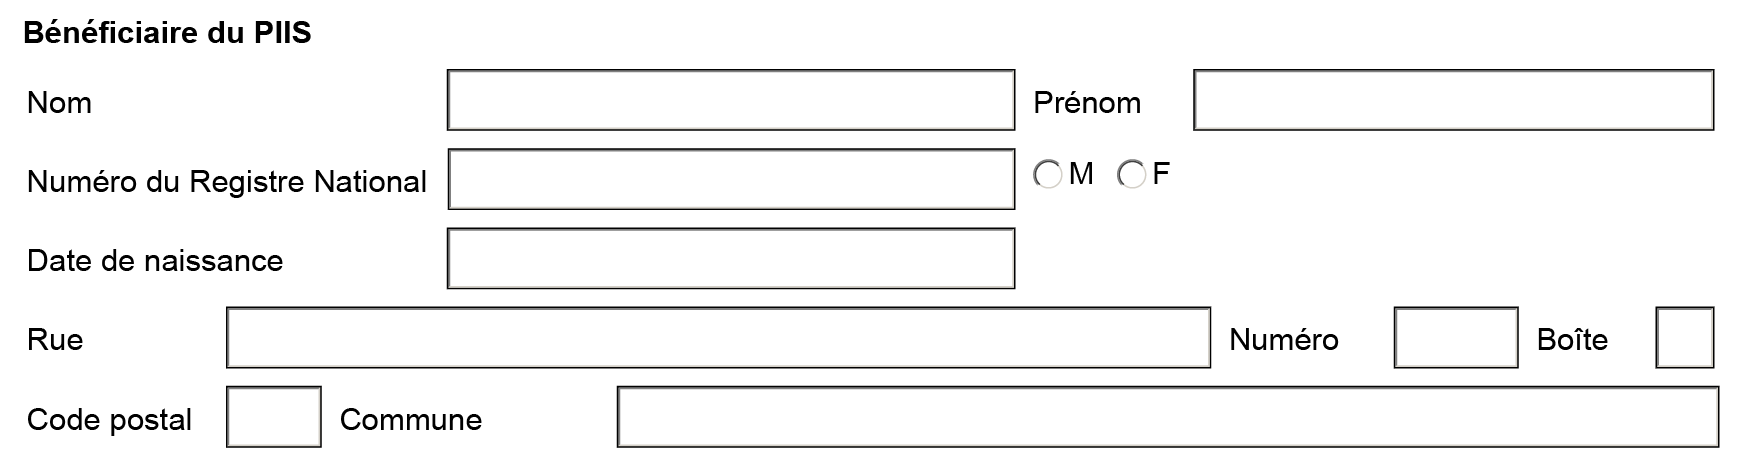 Bénéficiaire du PIIS
Nom Prénom
Numéro du Registre National M F
Date de naissance
Rue Numéro Boîte
Code postal Commune